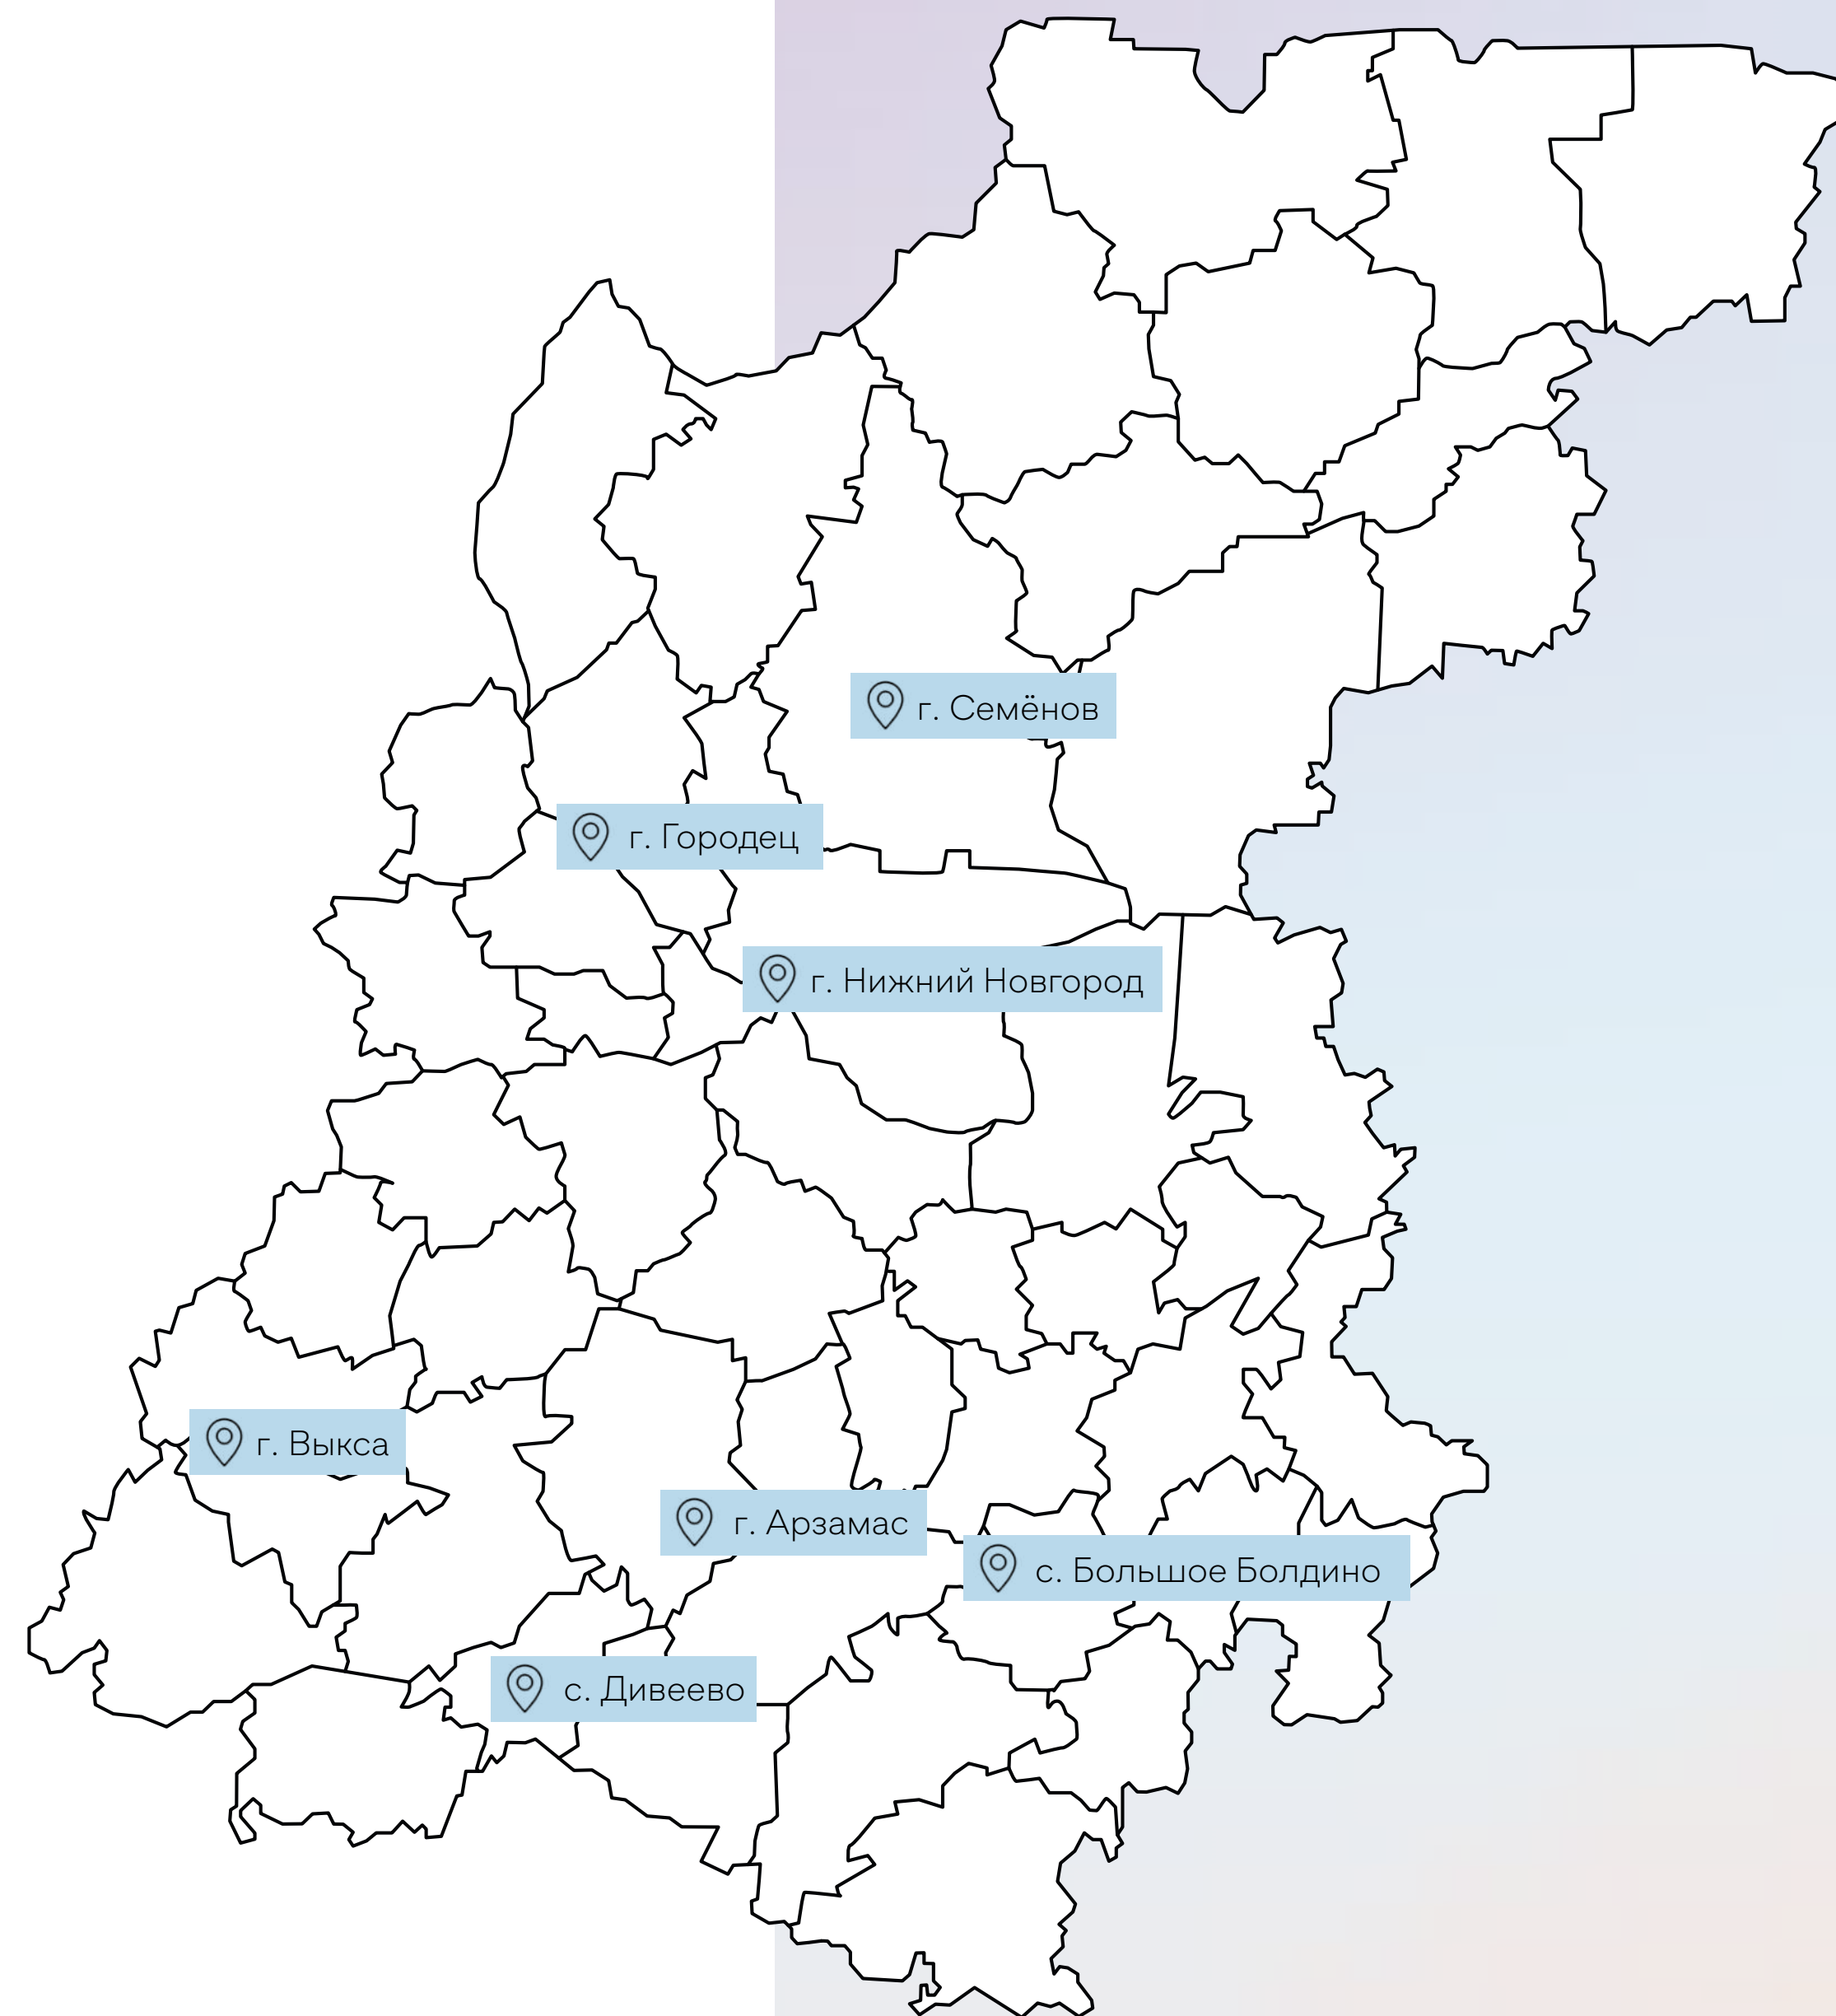 г. Семёнов
г. Городец
г. Нижний Новгород
г. Выкса
г. Арзамас
с. Большое Болдино
с. Дивеево